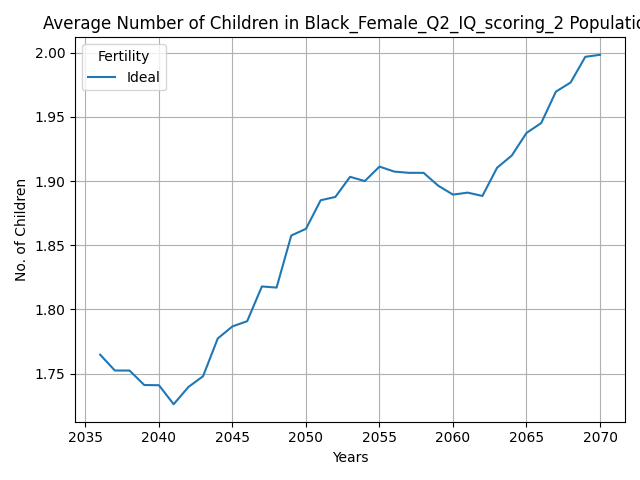 Average Number of Children in Black_Female_Q2_IQ_scoring_2 Populatio
Fertility
Ideal
2.00
1.95
1.90
1.85
1.80
1.75
No. of Children
2035 2040 2045 2050 2055 2060 2065 2070
Years